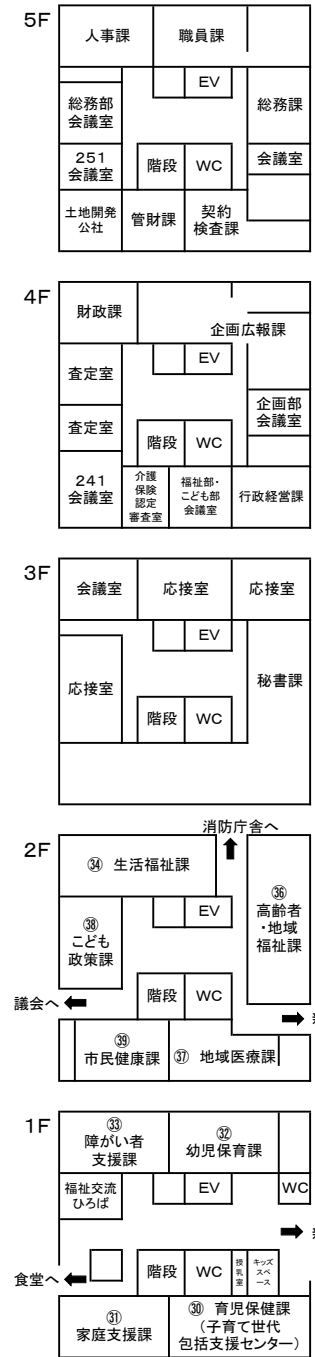 5F
人事課
職員課
EV
総務部
会議室
総務課
251
会議室
階段
WC
会議室
土地開発
公社
管財課
契約
検査課
4F
財政課
企画広報課
EV
査定室
企画部
会議室
査定室
階段
WC
241
会議室
介護
保険
認定
審査室
福祉部・
こども部
会議室
行政経営課
3F
会議室
応接室
応接室
EV
応接室
秘書課
階段
WC
消防庁舎へ
2F
㉞ 生活福祉課
㊱
高齢者
・地域
福祉課
EV
㊳
こども
政策課
議会へ
階段
WC
㊴
市民健康課
㊲ 地域医療課
1F
㉝
障がい者
支援課
㉜
幼児保育課
福祉交流
ひろば
EV
WC
食堂へ
階段
WC
授
乳
室
キッズ
スペ
ース
㉛
家庭支援課
㉚ 育児保健課
(子育て世代
包括支援センター)